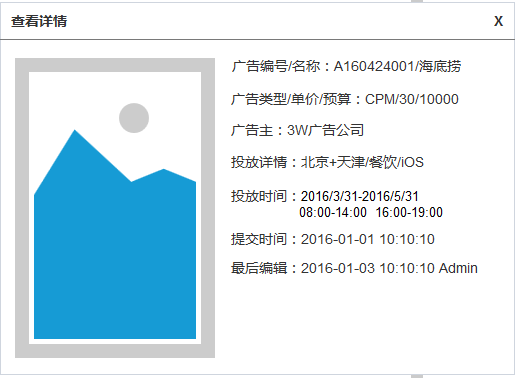 查看详情
X
广告编号/名称：A160424001/海底捞
广告类型/单价/预算：CPM/30/10000
广告主：3W广告公司
投放详情：北京+天津/餐饮/iOS
投放时间：2016/3/31-2016/5/31
08:00-14:00 16:00-19:00
提交时间：2016-01-01 10:10:10
最后编辑：2016-01-03 10:10:10 Admin